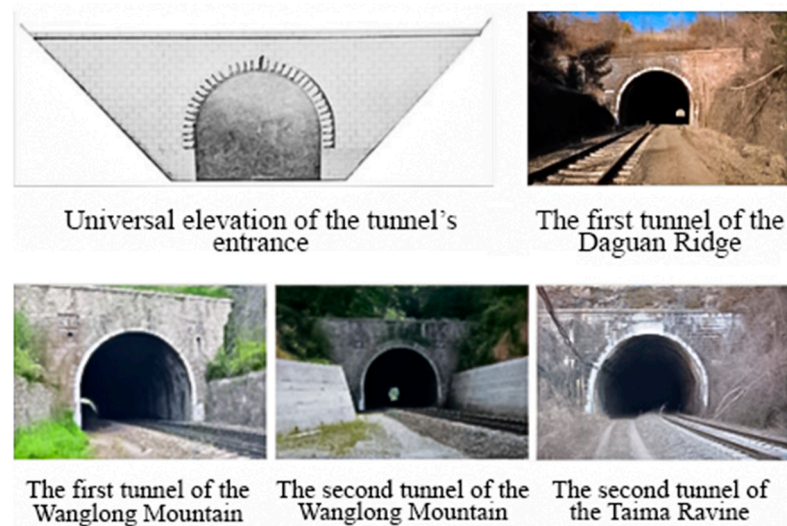 Universal elevation of the tunnel's
entrance
The first tunnel of the
Daguan Ridge
The first tunnel of the
Wanglong Mountain
The second tunnel of the
Wanglong Mountain
The second tunnel of
the Taima Ravine